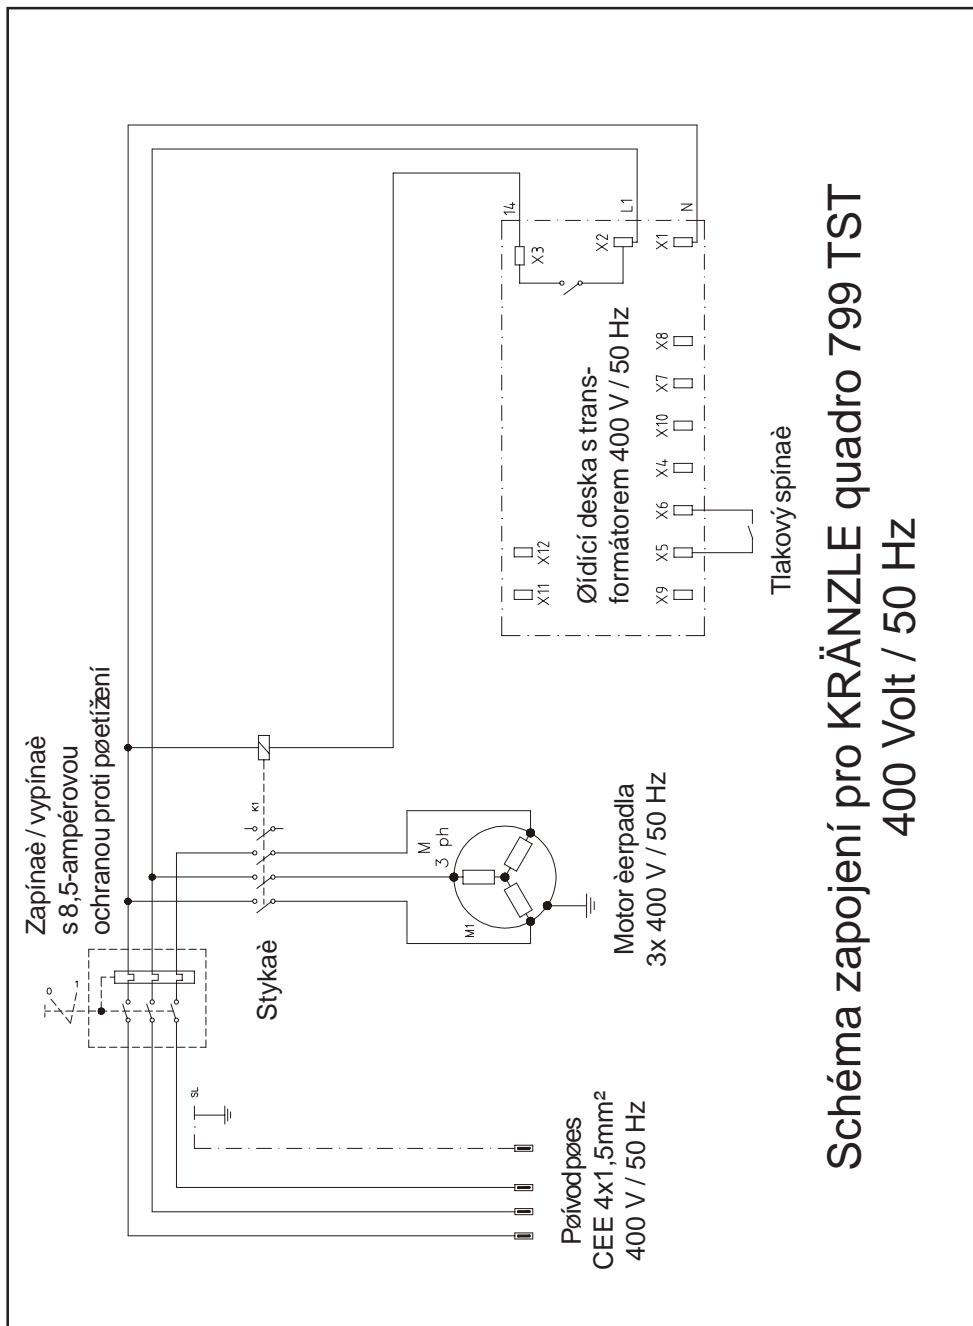 Zapínaè / vypínaè
s 8,5-ampérovou
ochranou proti pøetížení
0
1
SL
Stykaè
K1
M
3 ph
M1
Motor èerpadla
3x 400 V / 50 Hz
Pøívodpøes
CEE 4x1,5mm²
400 V / 50 Hz
14
L1
N
X3
X2
X1
X11
X12
Øídící deska s trans-
formátorem 400 V / 50 Hz
X9
X5
X6
X4
X10
X7
X8
Tlakový spínaè
Schéma zapojení pro KRÄNZLE quadro 799 TST
400 Volt / 50 Hz